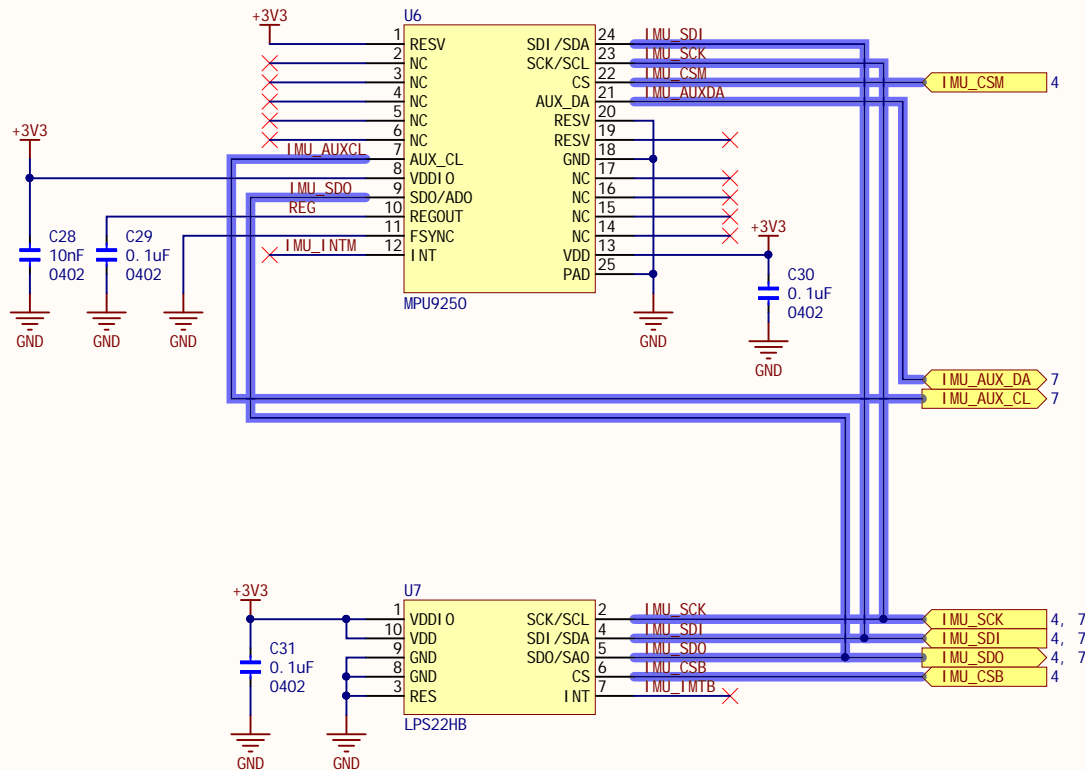 +3V3
U6
1 RESV
2 NC
3 NC
4 NC
5 NC
6 NC
IMU_AUXCL 7 AUX_CL
8 VDDIO
IMU_SDO 9 SDO/ADO
REG 10 REGOUT
11 FSYNC
IMU_INTM 12 INT
SDI/SDA 24 IMU_SDI
SCK/SCL 23 IMU_SCK
CS 22 IMU_CSM
AUX_DA 21 IMU_AUXDA
RESV 20
RESV 19
GND 18
NC 17
NC 16
NC 15
NC 14
VDD 13
PAD 25
MPU9250
IMU_CSM 4
+3V3
C28
10nF
0402
GND
C29
0.1uF
0402
GND
GND
GND
+3V3
C30
0.1uF
0402
GND
IMU_AUX_DA 7
IMU_AUX_CL 7
+3V3
C31
0.1uF
0402
GND
GND
U7
1 VDDIO
10 VDD
9 GND
8 GND
3 RES
SCK/SCL 2 IMU_SCK
SDI/SDA 4 IMU_SDI
SDO/SAO 5 IMU_SDO
CS 6 IMU_CSB
INT 7 IMU_IMTB
LPS22HB
IMU_SCK 4, 7
IMU_SDI 4, 7
IMU_SDO 4, 7
IMU_CSB 4